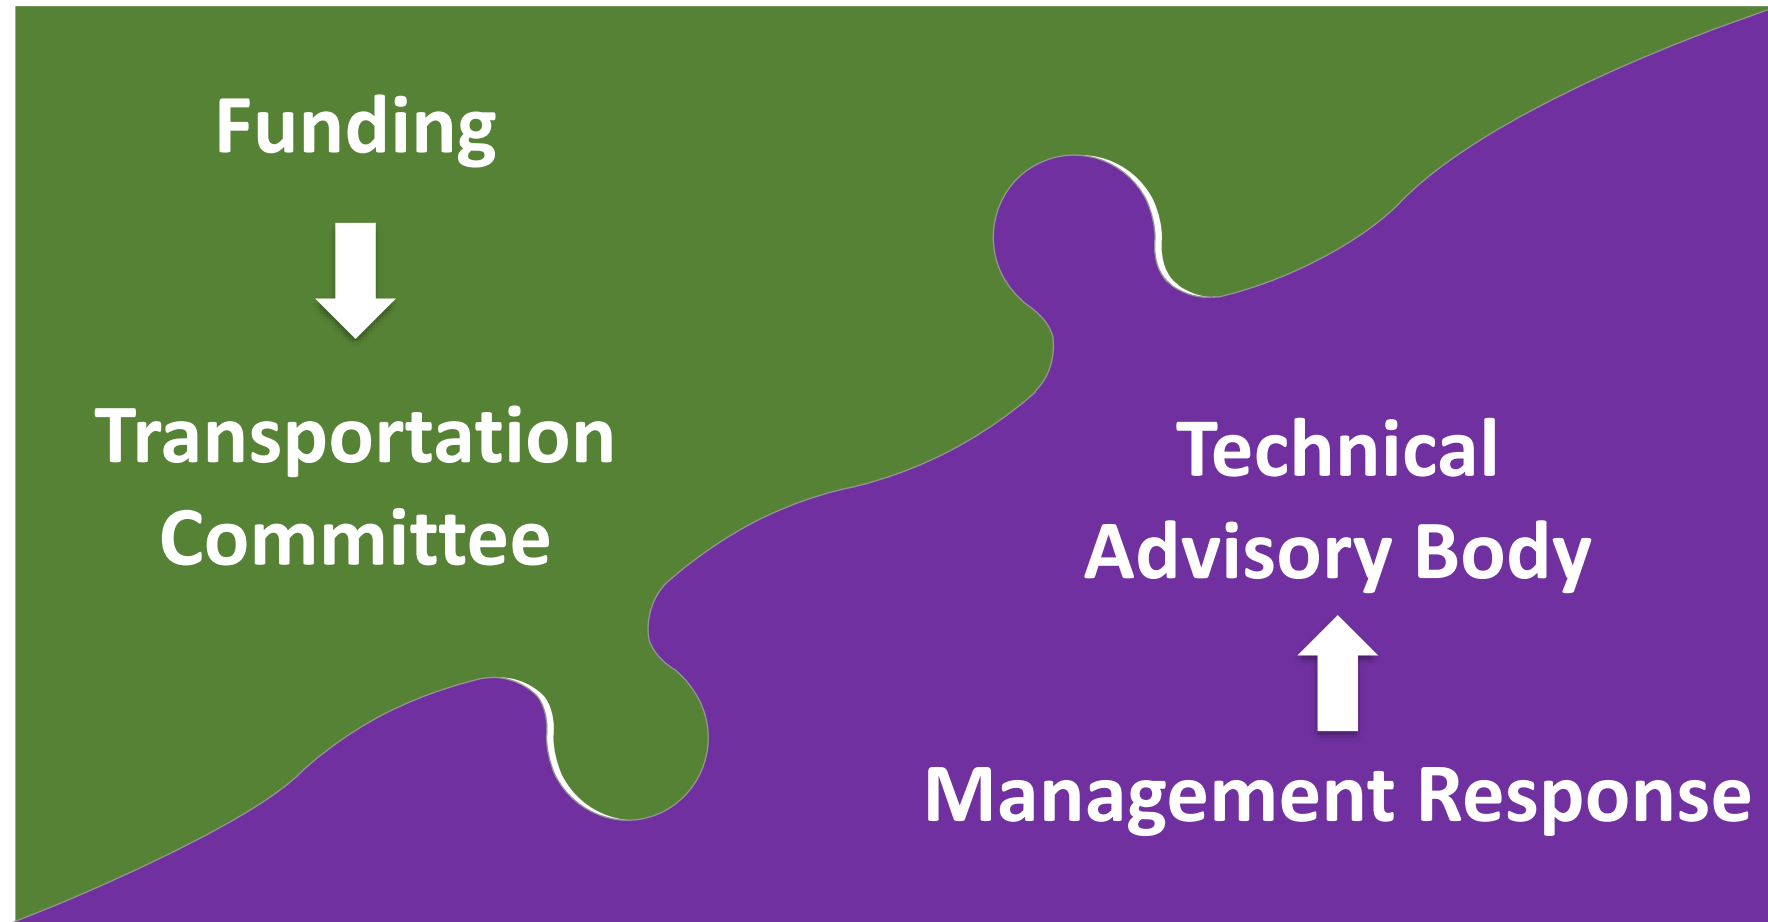 Funding
Transportation
Committee
Technical
Advisory Body
Management Response